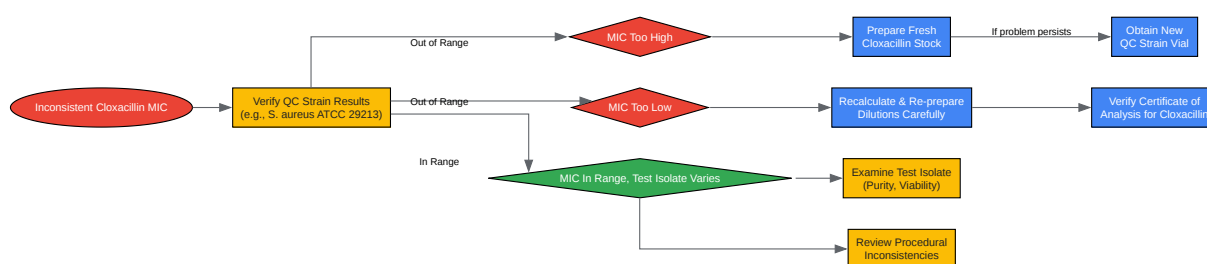 Out of Range
MIC Too High
Prepare Fresh
Cloxacillin Stock
If problem persists
Obtain New
QC Strain Vial
Inconsistent Cloxacillin MIC
Verify QC Strain Results
(e.g., S. aureus ATCC 29213)
Out of Range
MIC Too Low
Recalculate & Re-prepare
Dilutions Carefully
Verify Certificate of
Analysis for Cloxacillin
In Range
MIC In Range, Test Isolate Varies
Examine Test Isolate
(Purity, Viability)
Review Procedural
Inconsistencies